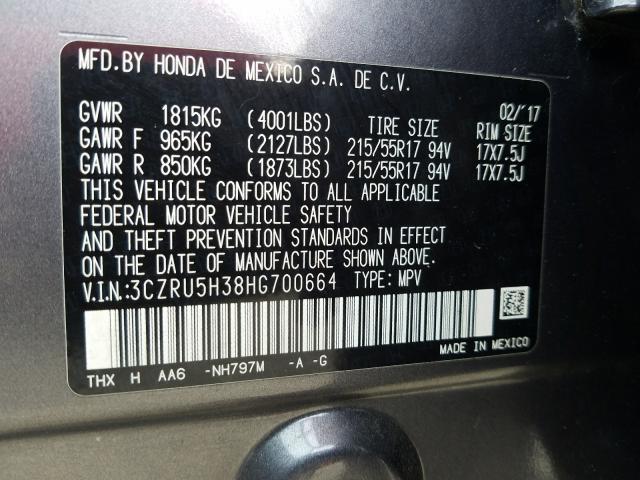 MFD.BY HONDA DE MEXICO S.A. DE C.V.
02/'17
GVWR 1815KG (4001LBS) TIRE SIZE RIM SIZE
GAWR F 965KG (2127LBS) 215/55R17 94V 17X7.5J
GAWR R 850KG (1873LBS) 215/55R17 94V 17X7.5J
THIS VEHICLE CONFORMS TO ALL APPLICABLE
FEDERAL MOTOR VEHICLE SAFETY
AND THEFT PREVENTION STANDARDS IN EFFECT
ON THE DATE OF MANUFACTURE SHOWN ABOVE.
V.I.N.:3CZRU5H38HG700664 TYPE: MPV
THX H AA6 -NH797M -A -G
MADE IN MEXICO